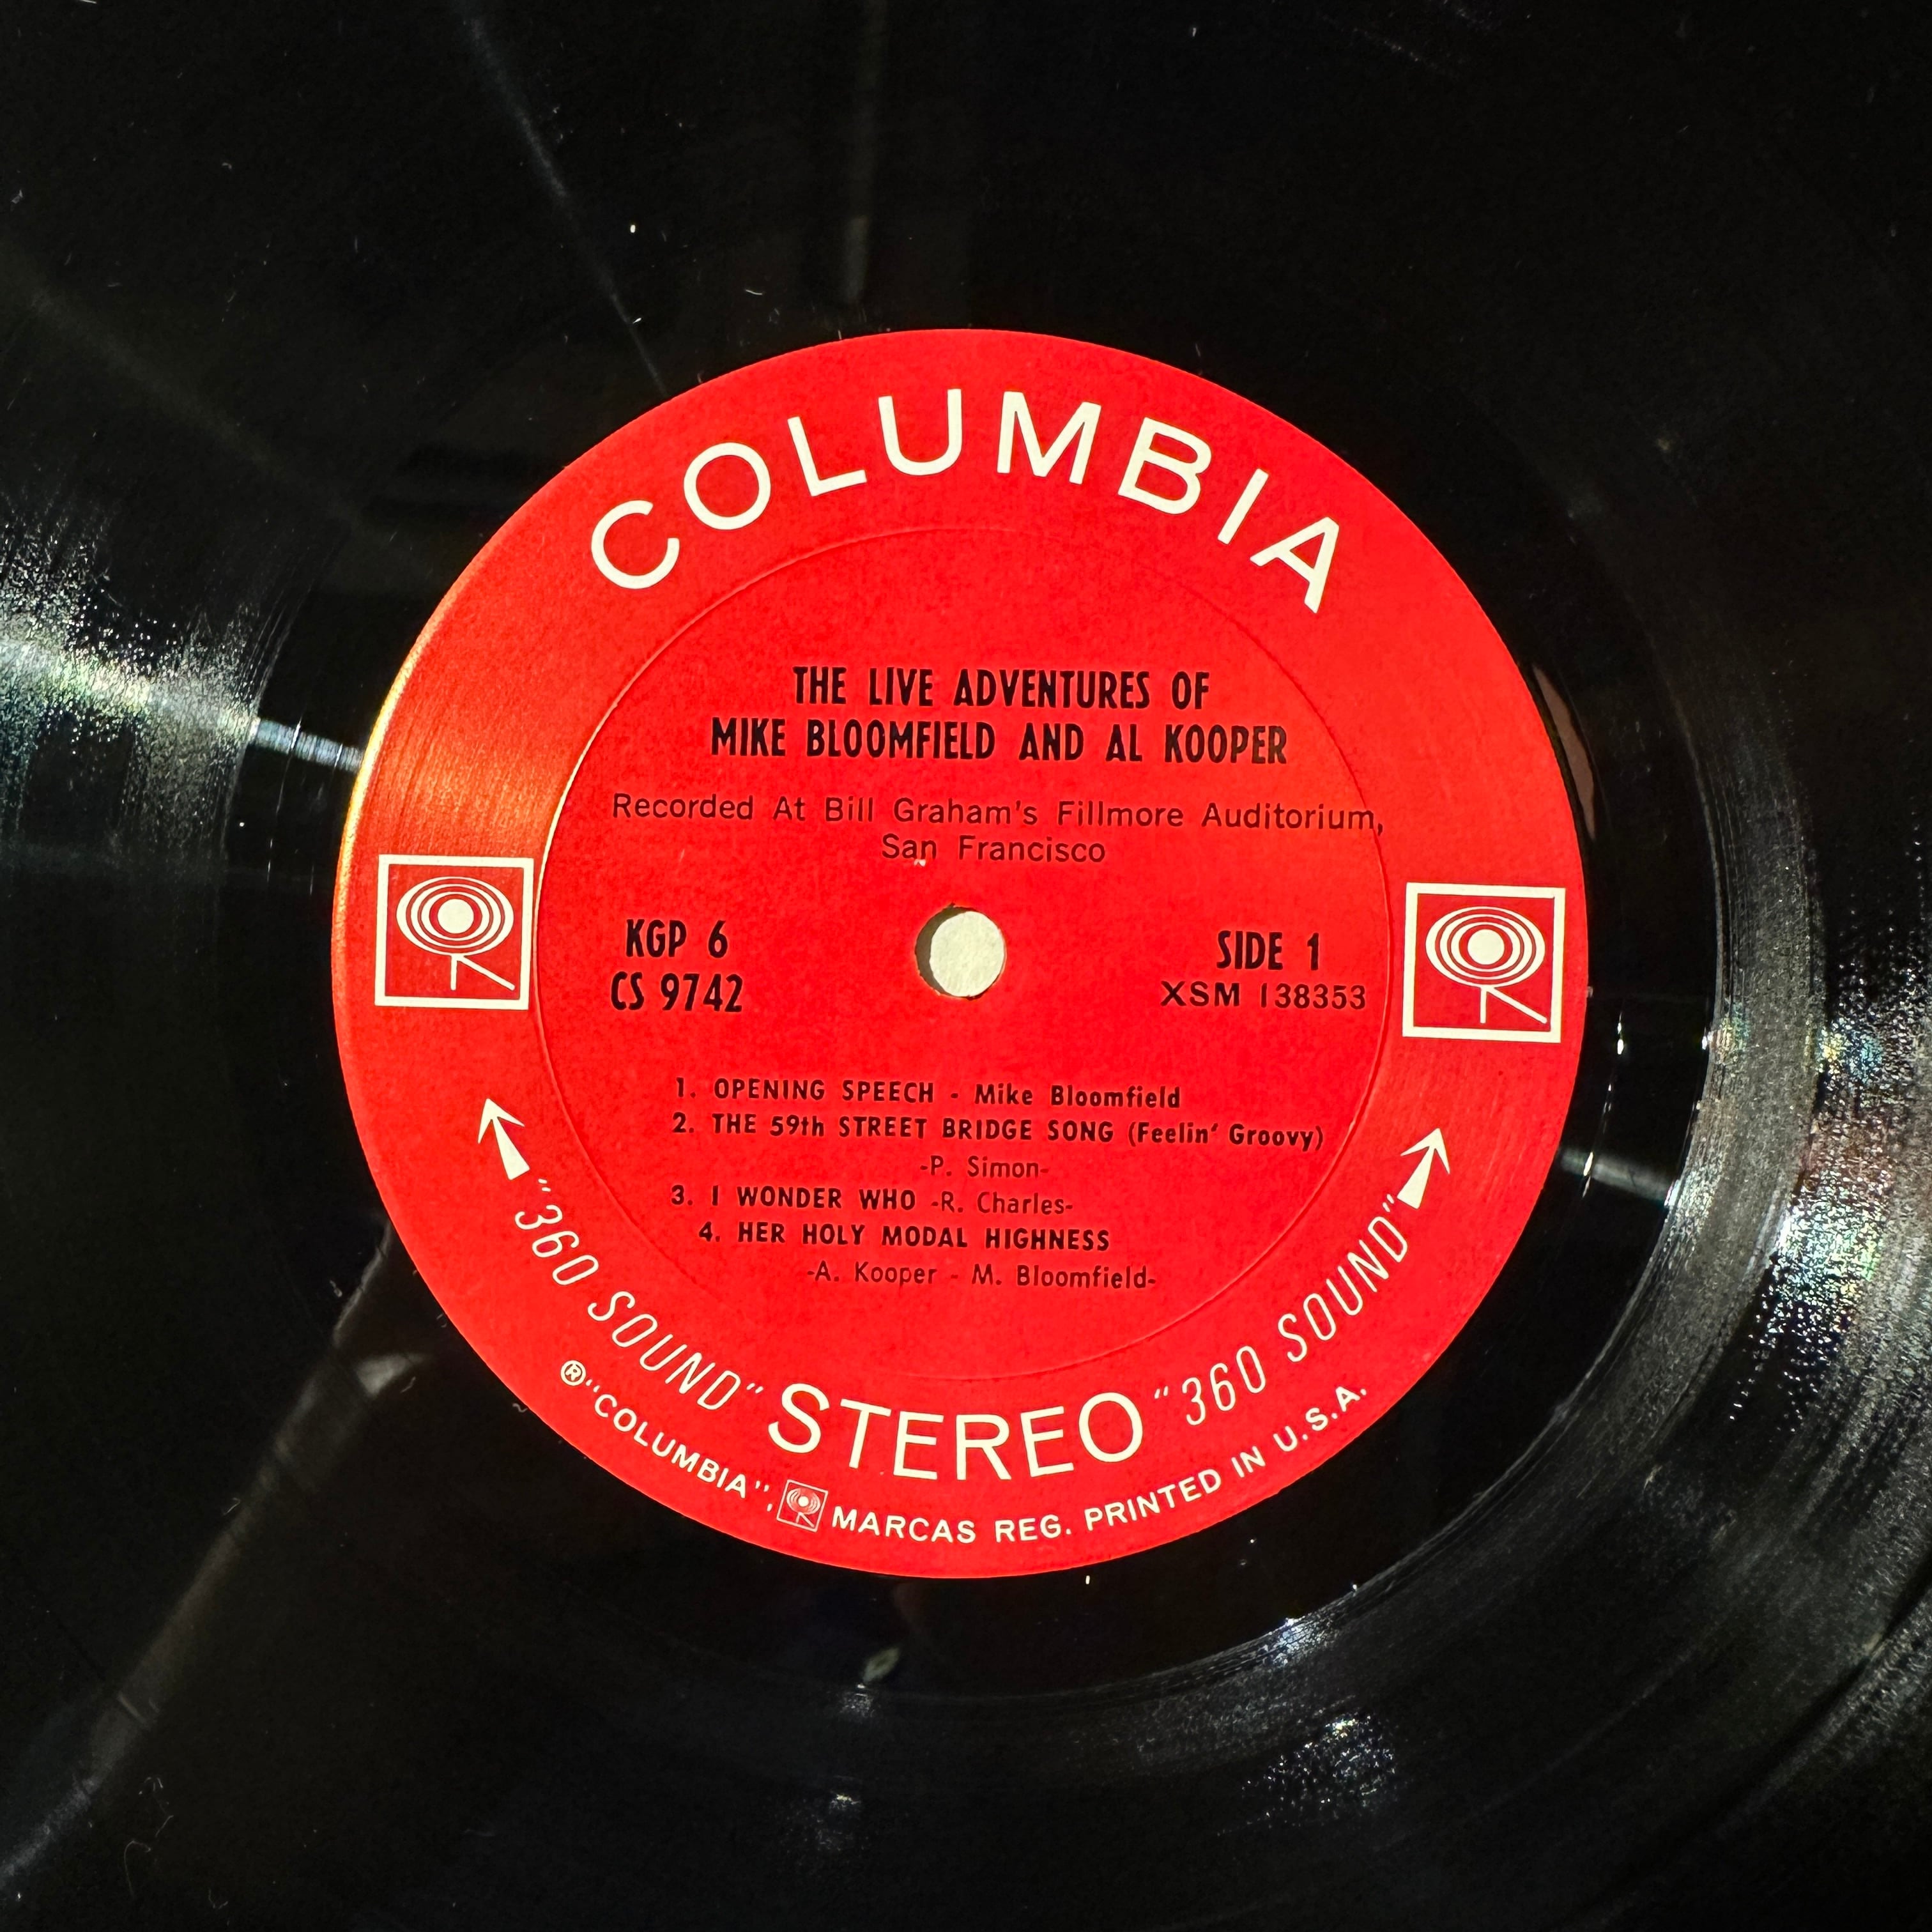 COLUMBIA
THE LIVE ADVENTURES OF
MIKE BLOOMFIELD AND AL KOOPER
Recorded At Bill Graham's Fillmore Auditorium,
San Francisco
KGP 6
CS 9742
SIDE 1
XSM 138353
1. OPENING SPEECH - Mike Bloomfield
2. THE 59th STREET BRIDGE SONG (Feelin' Groovy)
-P. Simon-
3. I WONDER WHO -R. Charles-
4. HER HOLY MODAL HIGHNESS
-A. Kooper - M. Bloomfield-
"360 SOUND" STEREO "360 SOUND"
®"COLUMBIA", MARCAS REG. PRINTED IN U.S.A.